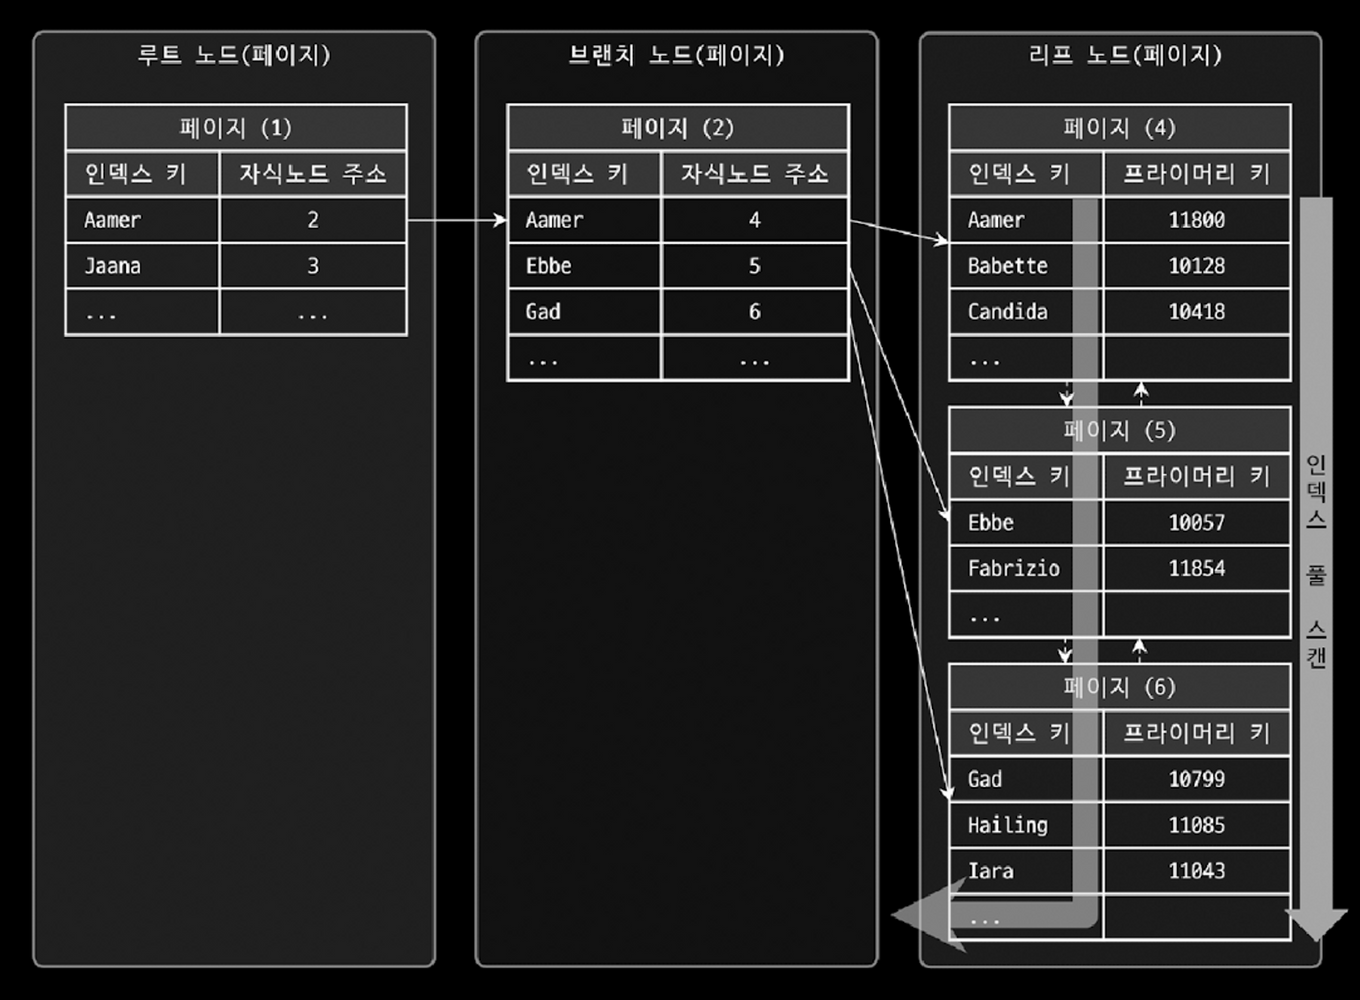 루트 노드(페이지)
페이지 (1)
인덱스 키 자식노드 주소
Aamer 2
Jaana 3
... ...
브랜치 노드(페이지)
페이지 (2)
인덱스 키 자식노드 주소
Aamer 4
Ebbe 5
Gad 6
... ...
리프 노드(페이지)
페이지 (4)
인덱스 키 프라이머리 키
Aamer 11800
Babette 10128
Candida 10418
...
페이지 (5)
인덱스 키 프라이머리 키
Ebbe 10057
Fabrizio 11854
...
페이지 (6)
인덱스 키 프라이머리 키
Gad 10799
Hailing 11085
Iara 11043
...
인덱스 풀 스캔